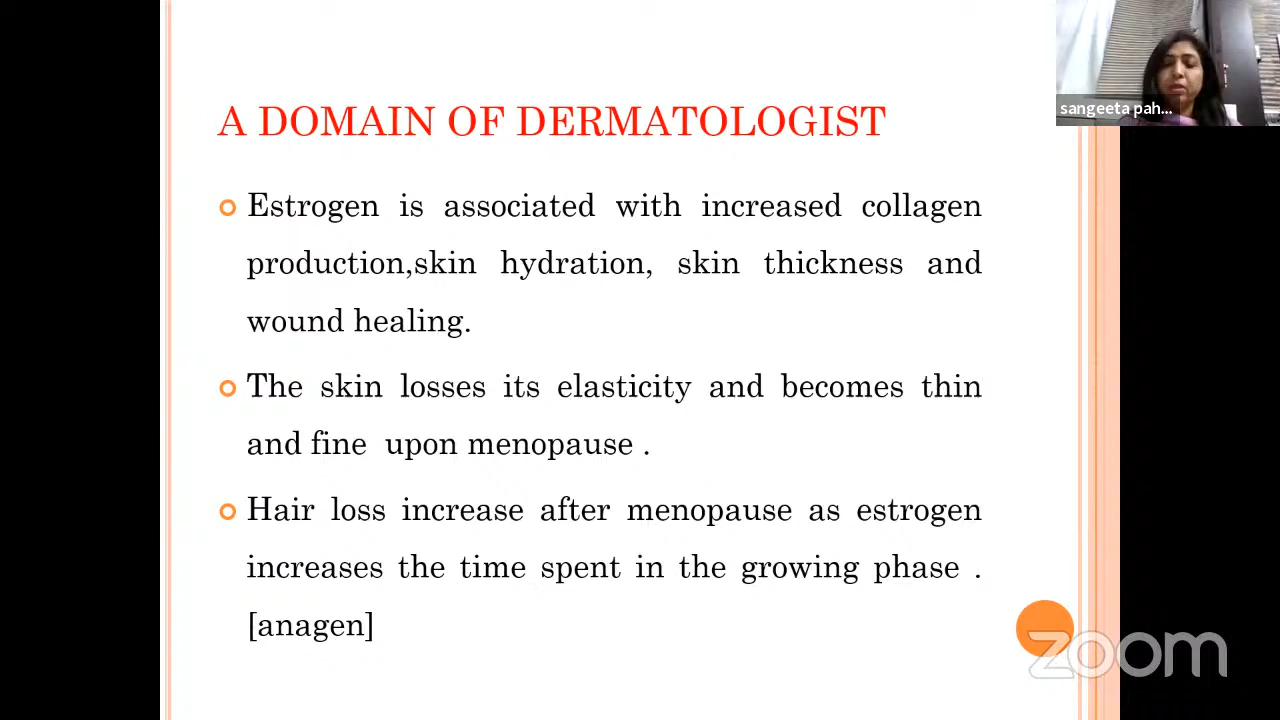 A DOMAIN OF DERMATOLOGIST
sangeeta pah...
Estrogen is associated with increased collagen
production,skin hydration, skin thickness and
wound healing.
The skin losses its elasticity and becomes thin
and fine upon menopause .
Hair loss increase after menopause as estrogen
increases the time spent in the growing phase .
[anagen]
zoom